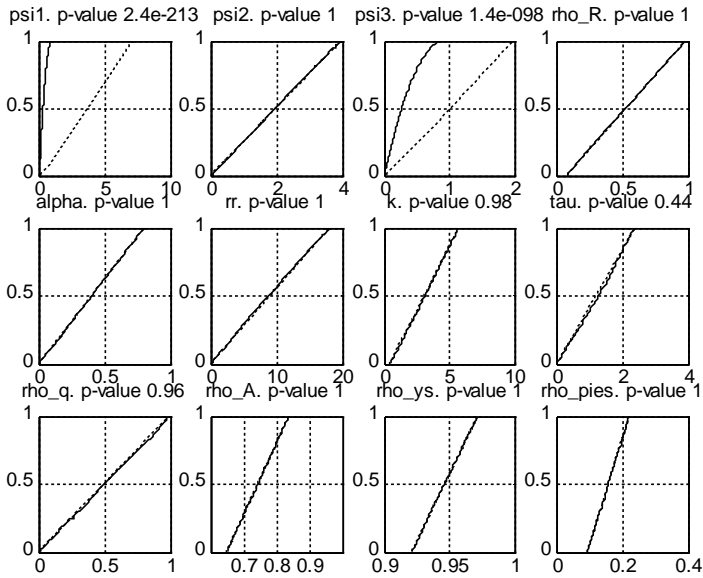 psi1. p-value 2.4e-213 psi2. p-value 1 psi3. p-value 1.4e-098 rho_R. p-value 1
1 1 1 1
0.5 0.5 0.5 0.5
0 0 0 0
0 5 10 0 2 4 0 1 2 0 0.5 1
alpha. p-value 1 rr. p-value 1 k. p-value 0.98 tau. p-value 0.44
1 1 1 1
0.5 0.5 0.5 0.5
0 0 0 0
0 0.5 1 0 10 20 0 5 10 0 2 4
rho_q. p-value 0.96 rho_A. p-value 1 rho_ys. p-value 1 rho_pies. p-value 1
1 1 1 1
0.5 0.5 0.5 0.5
0 0 0 0
0 0.5 1 0.7 0.8 0.9 0.9 0.95 1 0 0.2 0.4